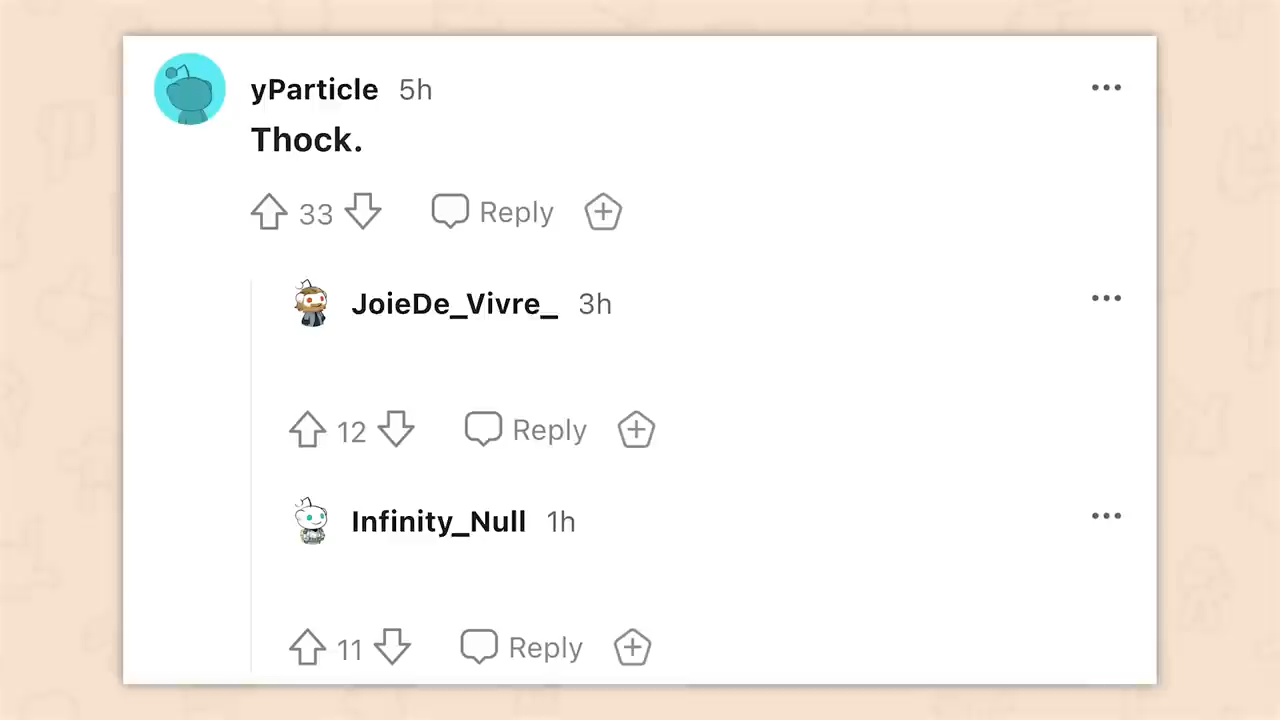 yParticle 5h
Thock.
33 Reply
JoieDe_Vivre_ 3h
12 Reply
Infinity_Null 1h
11 Reply